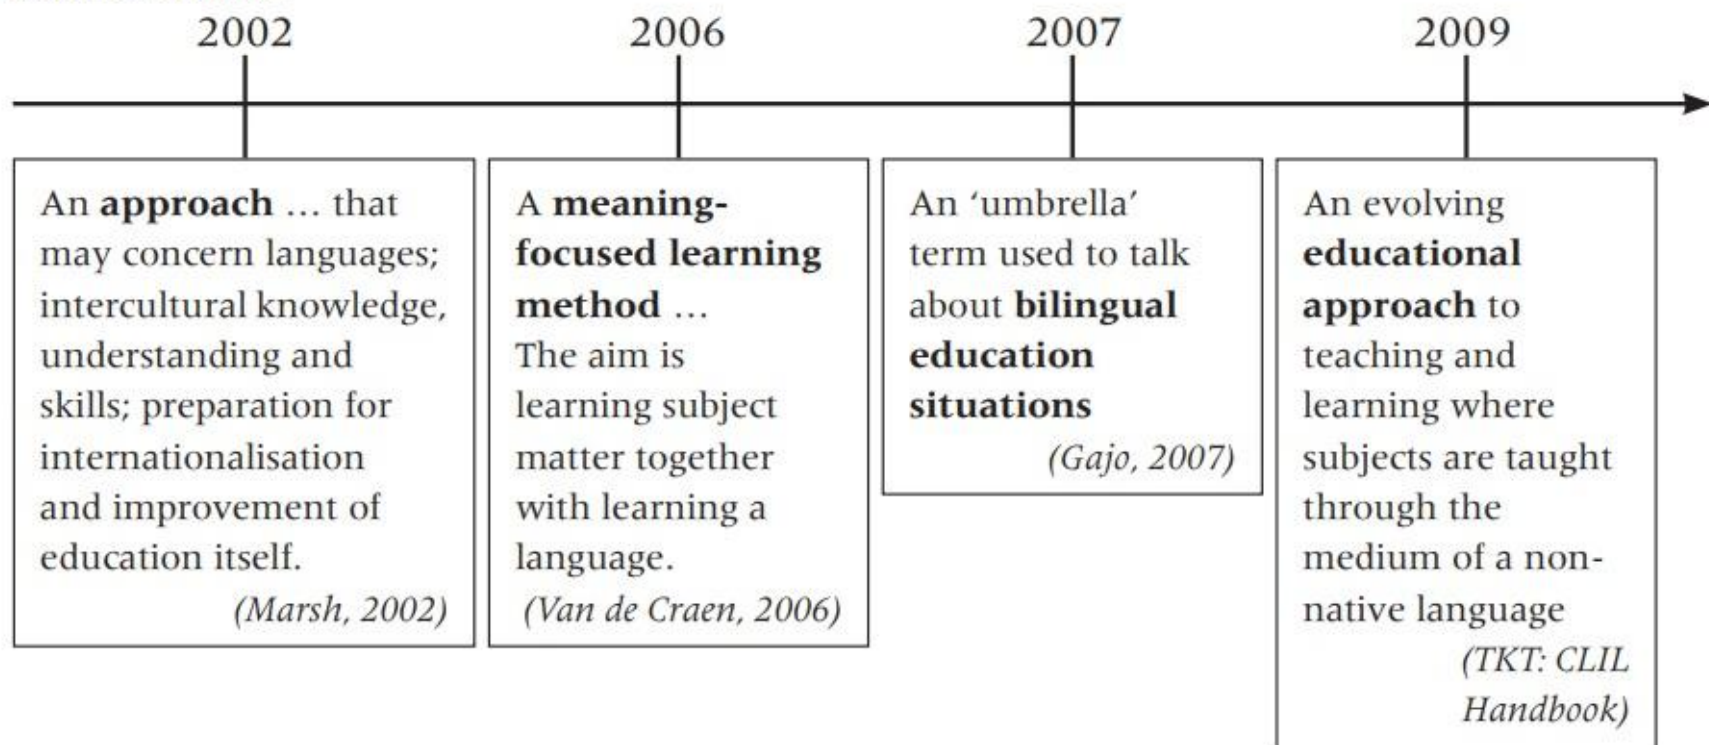 2002
2006
2007
2009
An approach … that
may concern languages;
intercultural knowledge,
understanding and
skills; preparation for
internationalisation
and improvement of
education itself.
(Marsh, 2002)
A meaning-
focused learning
method …
The aim is
learning subject
matter together
with learning a
language.
(Van de Craen, 2006)
An ‘umbrella’
term used to talk
about bilingual
education
situations
(Gajo, 2007)
An evolving
educational
approach to
teaching and
learning where
subjects are taught
through the
medium of a non-
native language
(TKT: CLIL
Handbook)